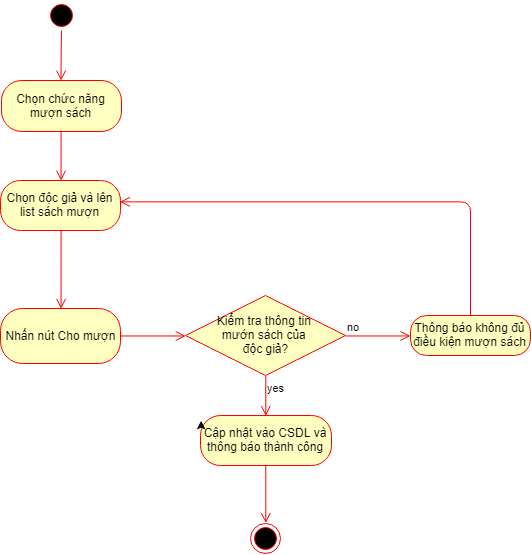 Chọn chức năng
mượn sách
Chọn độc giả và lên
list sách mượn
Nhấn nút Cho mượn
Kiểm tra thông tin
mướn sách của
độc giả?
no
Thông báo không đủ
điều kiện mượn sách
yes
Cập nhật vào CSDL và
thông báo thành công